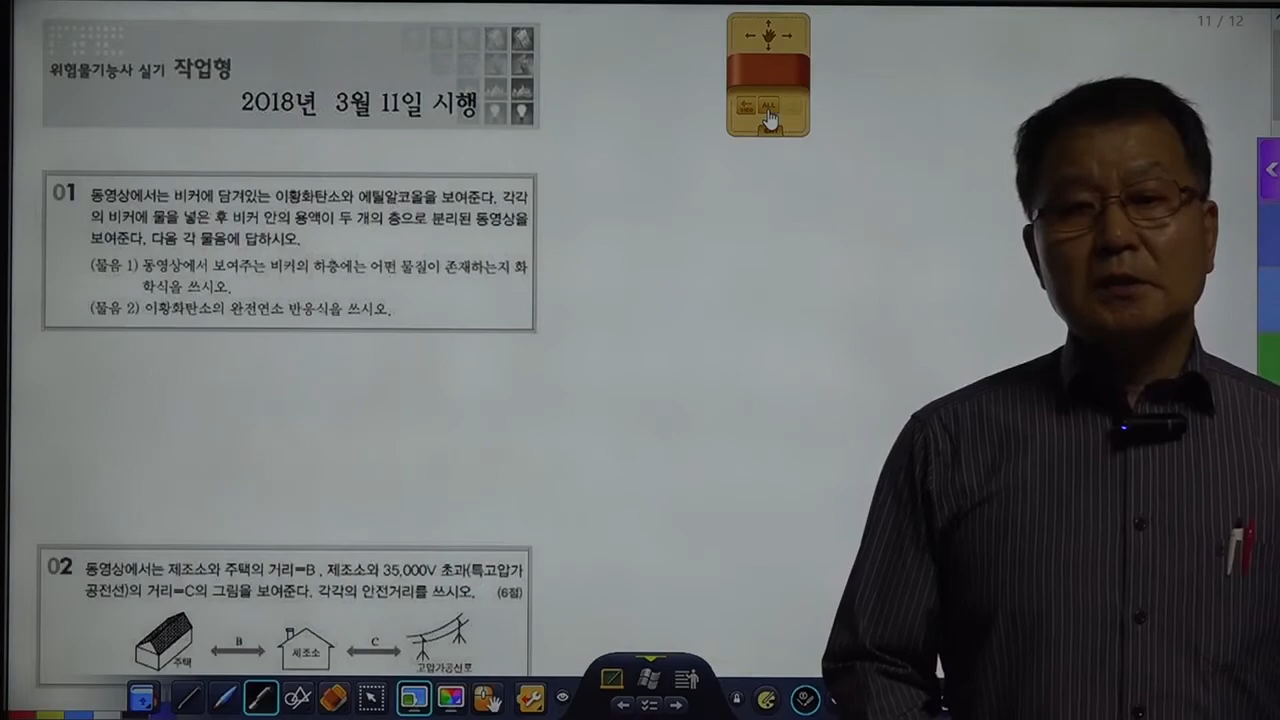 11 / 12
위험물기능사 실기 작업형
2018년 3월 11일 시행
01 동영상에서는 비커에 담겨있는 이황화탄소와 에틸알코올을 보여준다. 각각
의 비커에 물을 넣은 후 비커 안의 용액이 두 개의 층으로 분리된 동영상을
보여준다. 다음 각 물음에 답하시오.
(물음 1) 동영상에서 보여주는 비커의 하층에는 어떤 물질이 존재하는지 화
학식을 쓰시오.
(물음 2) 이황화탄소의 완전연소 반응식을 쓰시오.
02 동영상에서는 제조소와 주택의 거리=B, 제조소와 35,000V 초과(특고압가
공전선)의 거리=C의 그림을 보여준다. 각각의 안전거리를 쓰시오. (6점)
B C
주택 제조소 고압가공선로
ALL